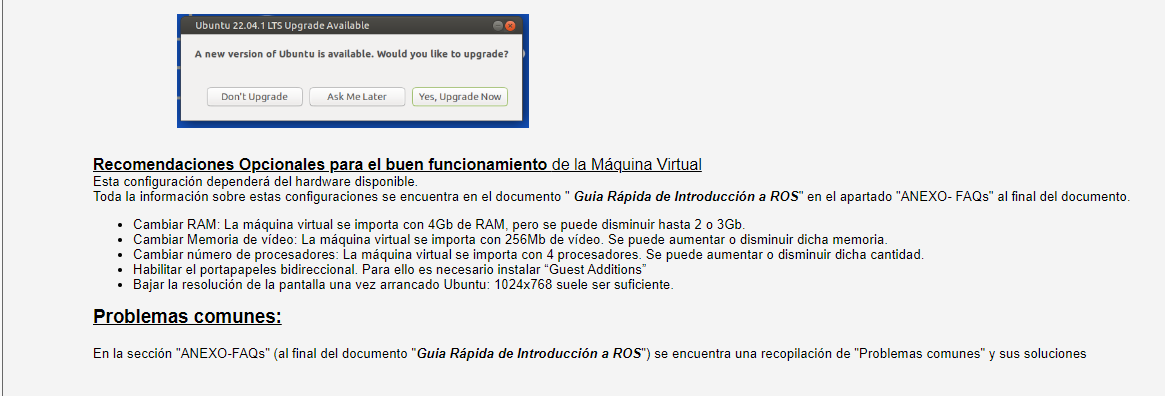 Ubuntu 22.04.1 LTS Upgrade Available
A new version of Ubuntu is available. Would you like to upgrade?
Don't Upgrade Ask Me Later Yes, Upgrade Now
Recomendaciones Opcionales para el buen funcionamiento de la Máquina Virtual
Esta configuración dependerá del hardware disponible.
Toda la información sobre estas configuraciones se encuentra en el documento " Guia Rápida de Introducción a ROS" en el apartado "ANEXO- FAQs" al final del documento.
• Cambiar RAM: La máquina virtual se importa con 4Gb de RAM, pero se puede disminuir hasta 2 o 3Gb.
• Cambiar Memoria de vídeo: La máquina virtual se importa con 256Mb de vídeo. Se puede aumentar o disminuir dicha memoria.
• Cambiar número de procesadores: La máquina virtual se importa con 4 procesadores. Se puede aumentar o disminuir dicha cantidad.
• Habilitar el portapapeles bidireccional. Para ello es necesario instalar “Guest Additions”
• Bajar la resolución de la pantalla una vez arrancado Ubuntu: 1024x768 suele ser suficiente.
Problemas comunes:
En la sección "ANEXO-FAQs" (al final del documento "Guia Rápida de Introducción a ROS") se encuentra una recopilación de "Problemas comunes" y sus soluciones